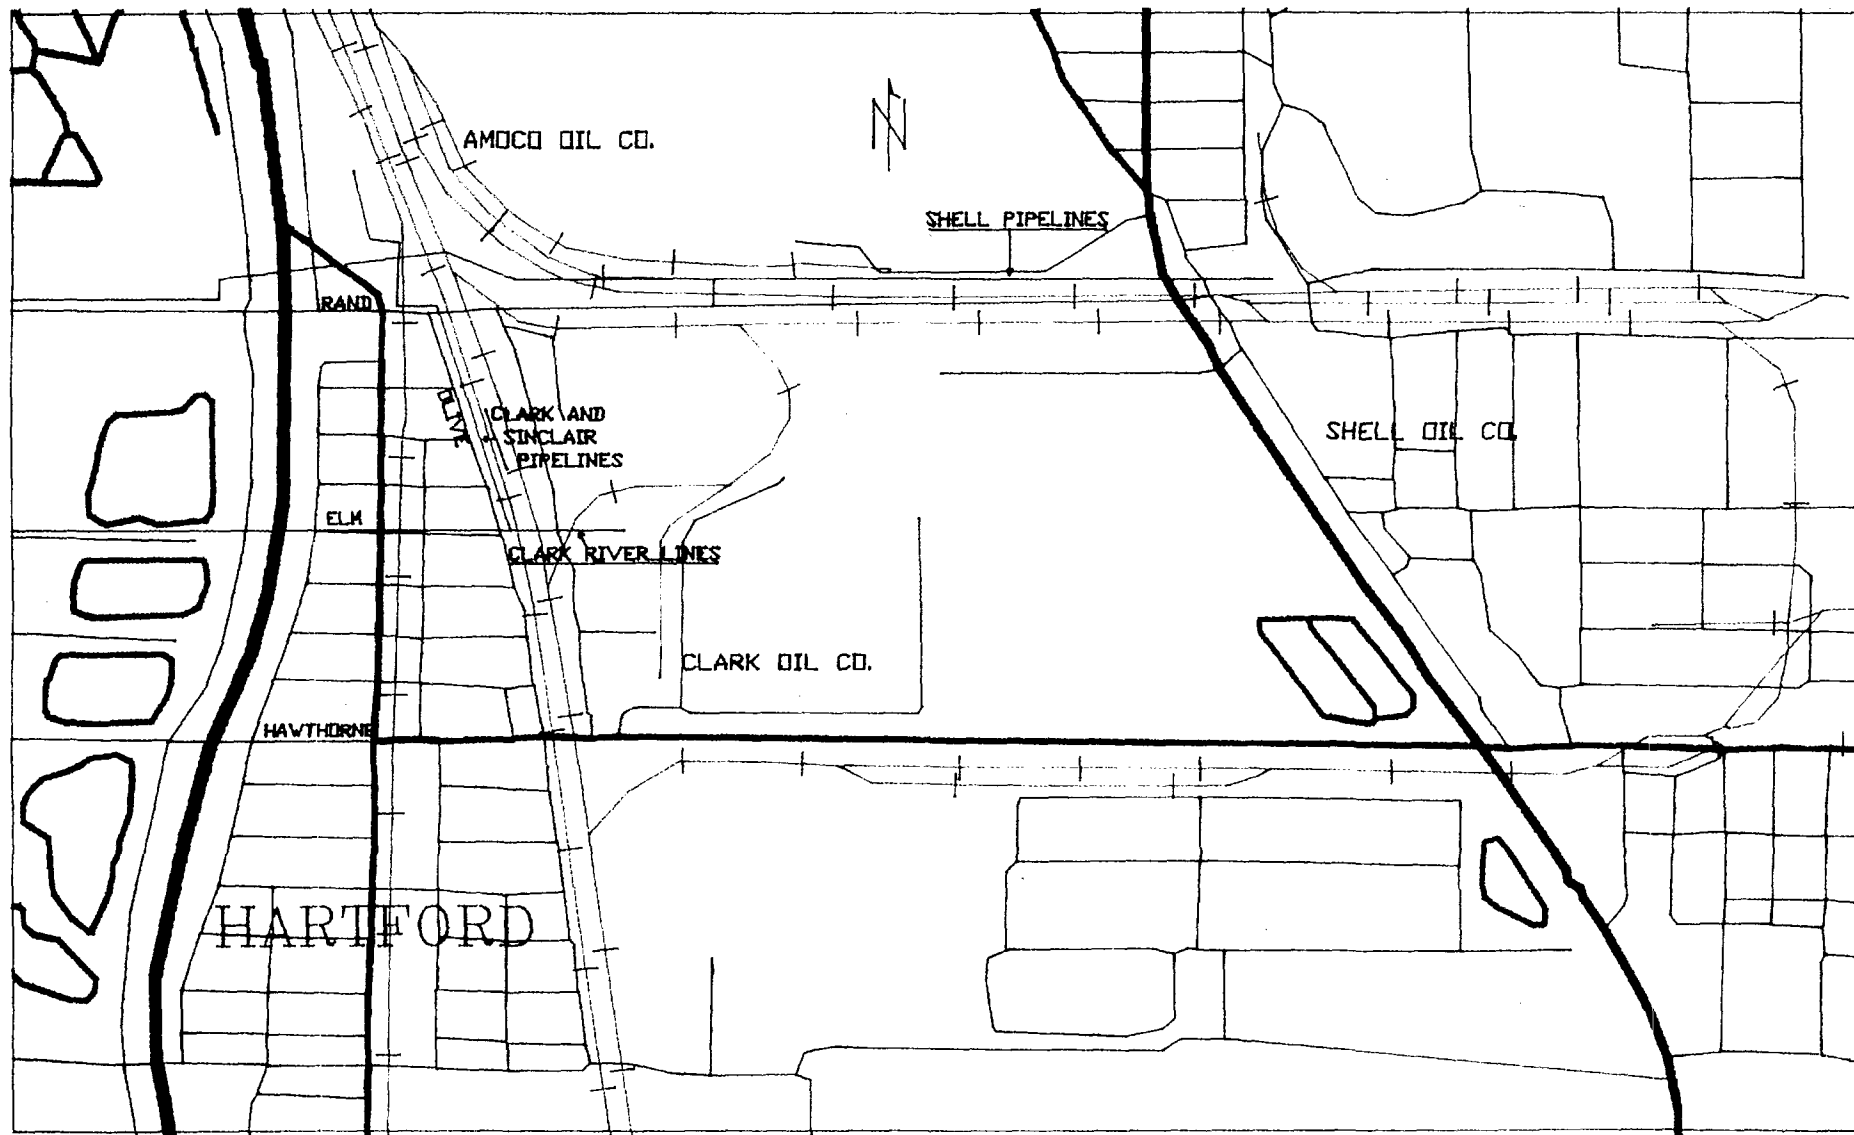 AMOCO OIL CO.
N
SHELL PIPELINES
RAND
OLIVE
CLARK AND
SINCLAIR
PIPELINES
SHELL OIL CO.
ELM
CLARK RIVER LINES
CLARK OIL CO.
HAWTHORNE
HARTFORD